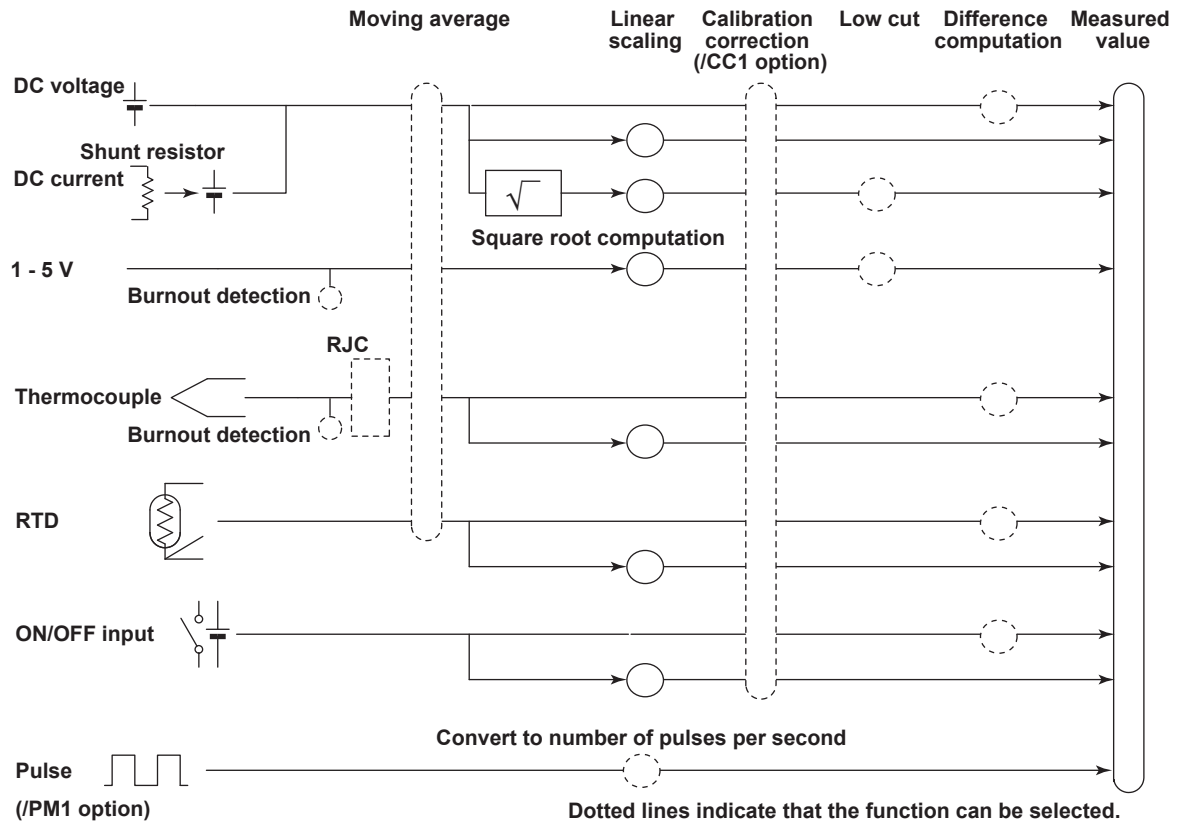 Moving average
Linear
scaling
Calibration
correction
(/CC1 option)
Low cut
Difference
computation
Measured
value
DC voltage
Shunt resistor
DC current
√
Square root computation
1 - 5 V
Burnout detection
RJC
Thermocouple
Burnout detection
RTD
ON/OFF input
Convert to number of pulses per second
Pulse
(/PM1 option)
Dotted lines indicate that the function can be selected.